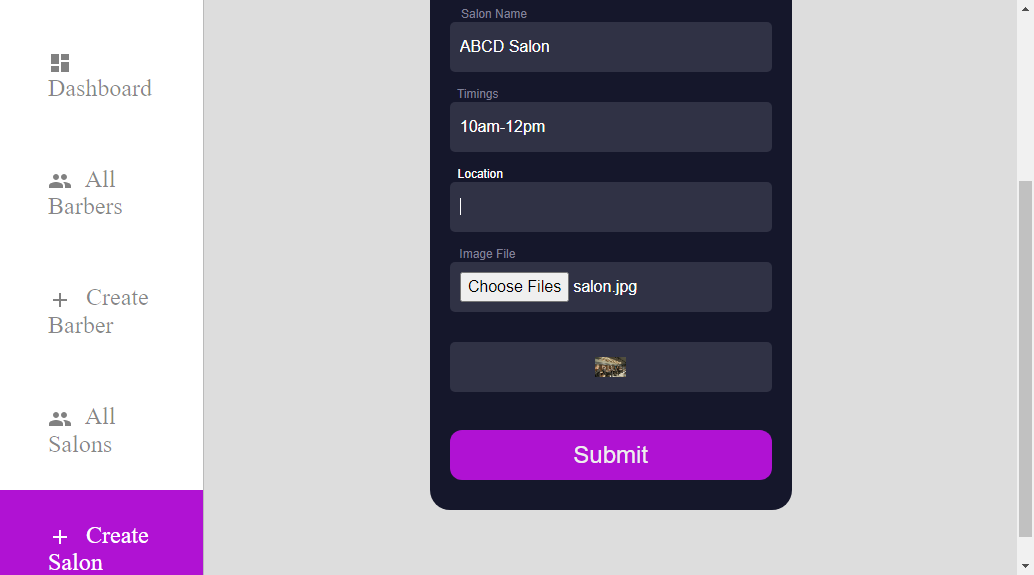 Dashboard
All
Barbers
Create
Barber
All
Salons
Create
Salon
Salon Name
ABCD Salon
Timings
10am-12pm
Location
Image File
Choose Files salon.jpg
Submit